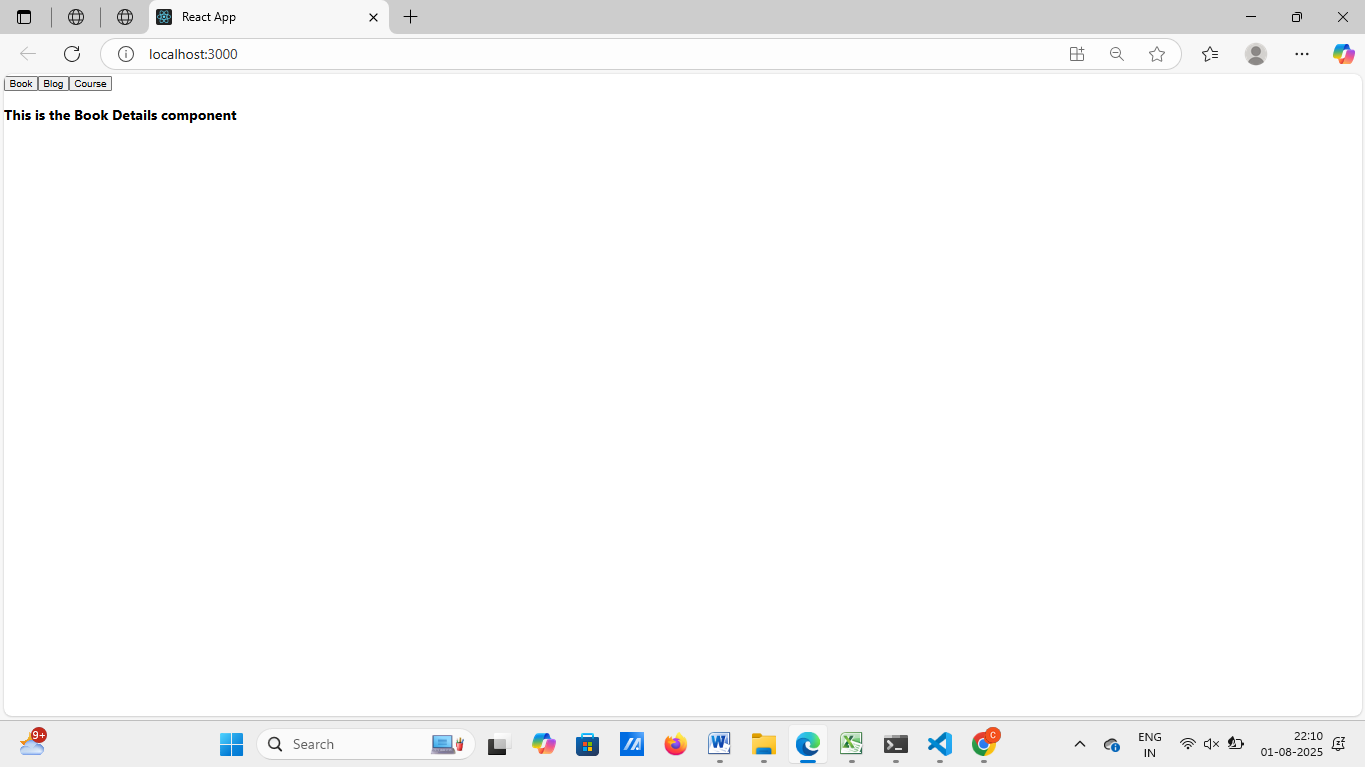 React App
localhost:3000
Book Blog Course
This is the Book Details component
9+
Search
C
ENG
IN
22:10
01-08-2025